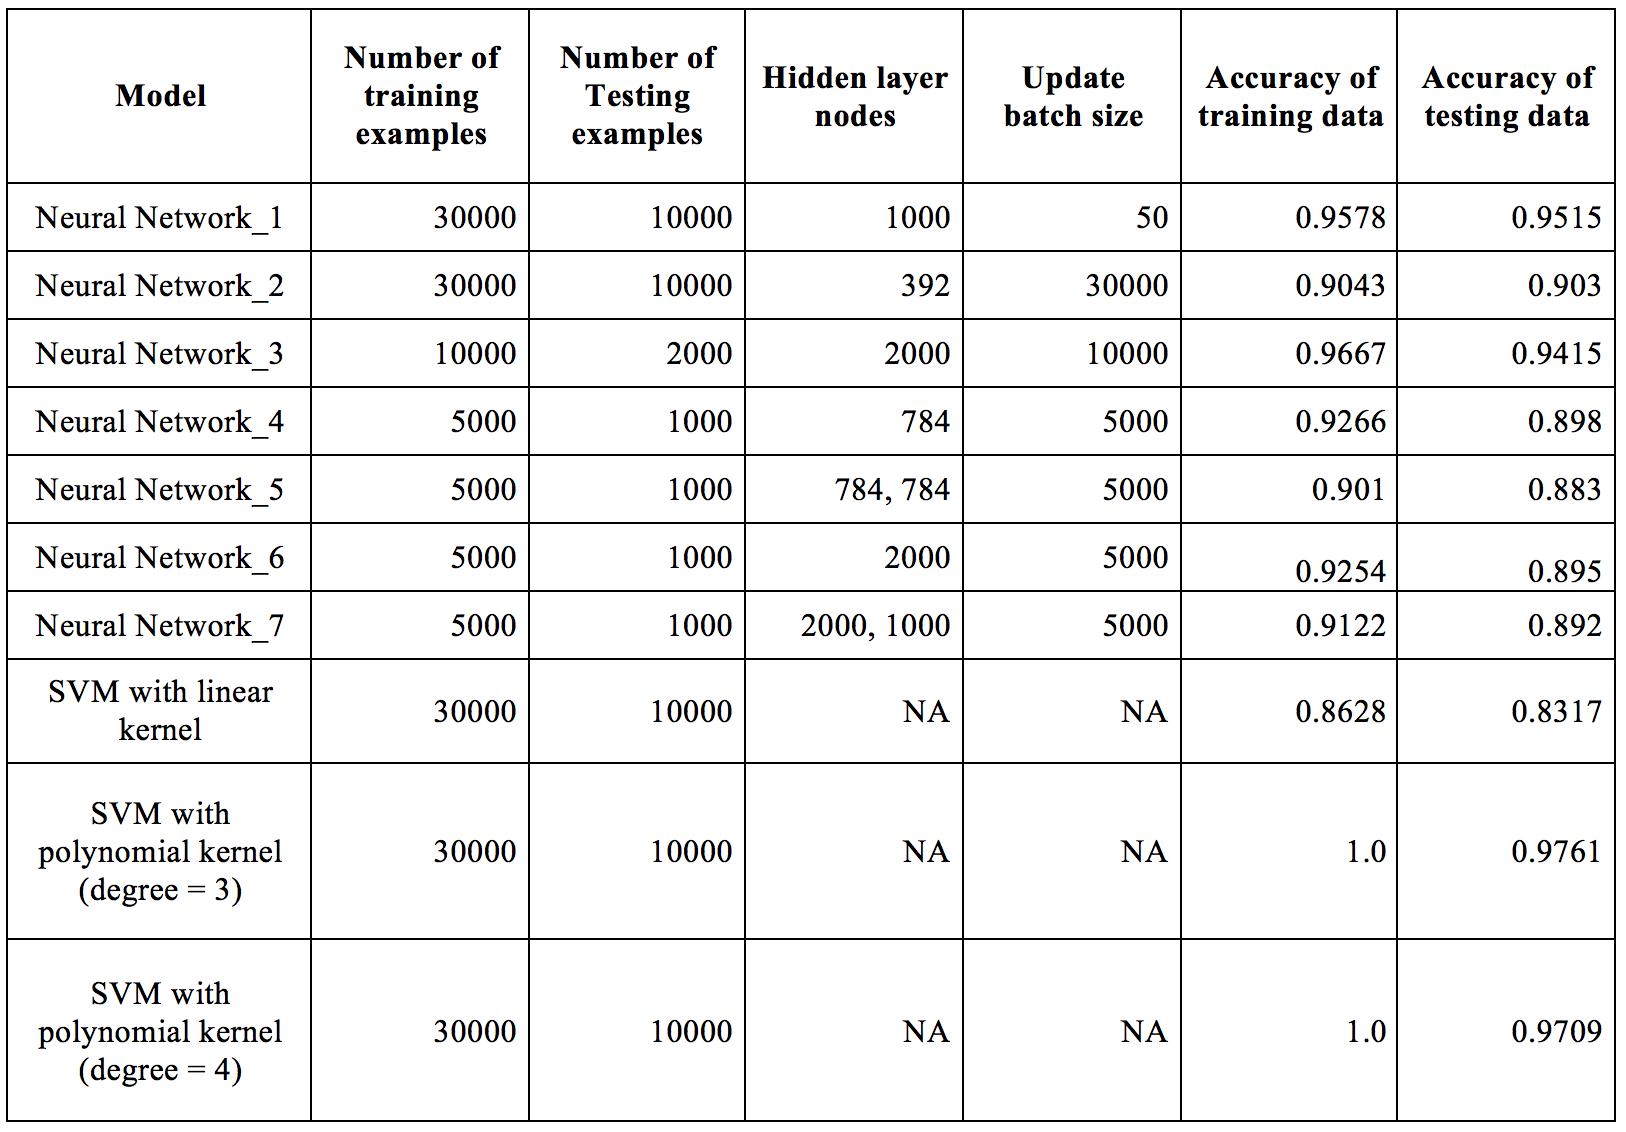 Model Number of training examples Number of Testing examples Hidden layer nodes Update batch size Accuracy of training data Accuracy of testing data
Neural Network_1 30000 10000 1000 50 0.9578 0.9515
Neural Network_2 30000 10000 392 30000 0.9043 0.903
Neural Network_3 10000 2000 2000 10000 0.9667 0.9415
Neural Network_4 5000 1000 784 5000 0.9266 0.898
Neural Network_5 5000 1000 784, 784 5000 0.901 0.883
Neural Network_6 5000 1000 2000 5000 0.9254 0.895
Neural Network_7 5000 1000 2000, 1000 5000 0.9122 0.892
SVM with linear kernel 30000 10000 NA NA 0.8628 0.8317
SVM with polynomial kernel (degree = 3) 30000 10000 NA NA 1.0 0.9761
SVM with polynomial kernel (degree = 4) 30000 10000 NA NA 1.0 0.9709